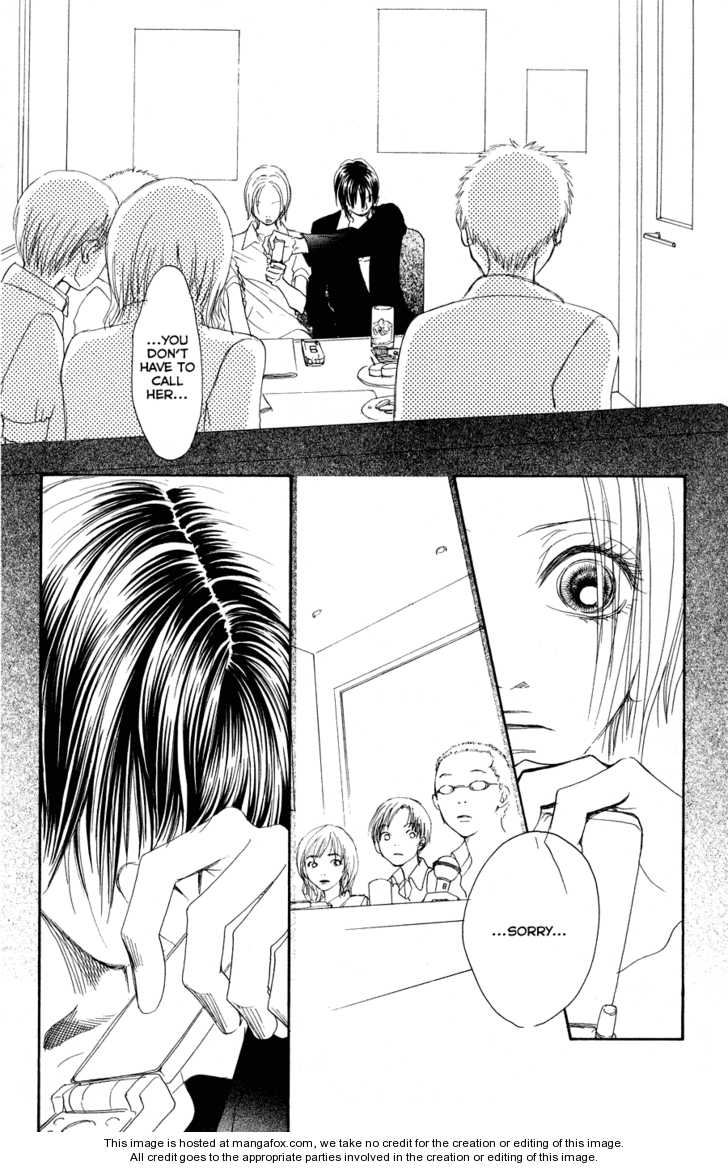 ...YOU
DON'T
HAVE TO
CALL
HER...
...SORRY...
This image is hosted at mangafox.com, we take no credit for the creation or editing of this image.
All credit goes to the appropriate parties involved in the creation or editing of this image.